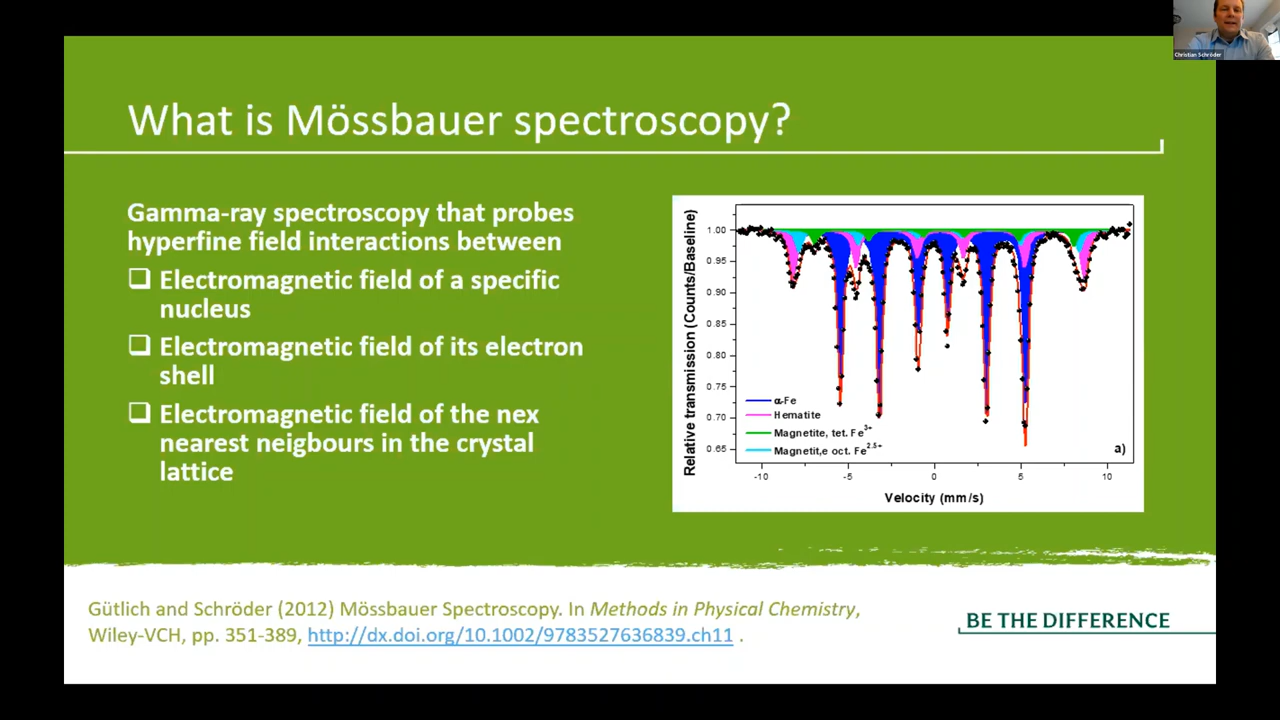 Christian Schröder
What is Mössbauer spectroscopy?
Gamma-ray spectroscopy that probes
hyperfine field interactions between
Electromagnetic field of a specific
nucleus
Electromagnetic field of its electron
shell
Electromagnetic field of the nex
nearest neigbours in the crystal
lattice
Relative transmission (Counts/Baseline)
1.00
0.95
0.90
0.85
0.80
0.75
0.70
0.65
α-Fe
Hematite
Magnetite, tet. Fe3+
Magnetit,e oct. Fe2.5+
a)
-10 -5 0 5 10
Velocity (mm/s)
Gütlich and Schröder (2012) Mössbauer Spectroscopy. In Methods in Physical Chemistry,
Wiley-VCH, pp. 351-389, http://dx.doi.org/10.1002/9783527636839.ch11 .
BE THE DIFFERENCE